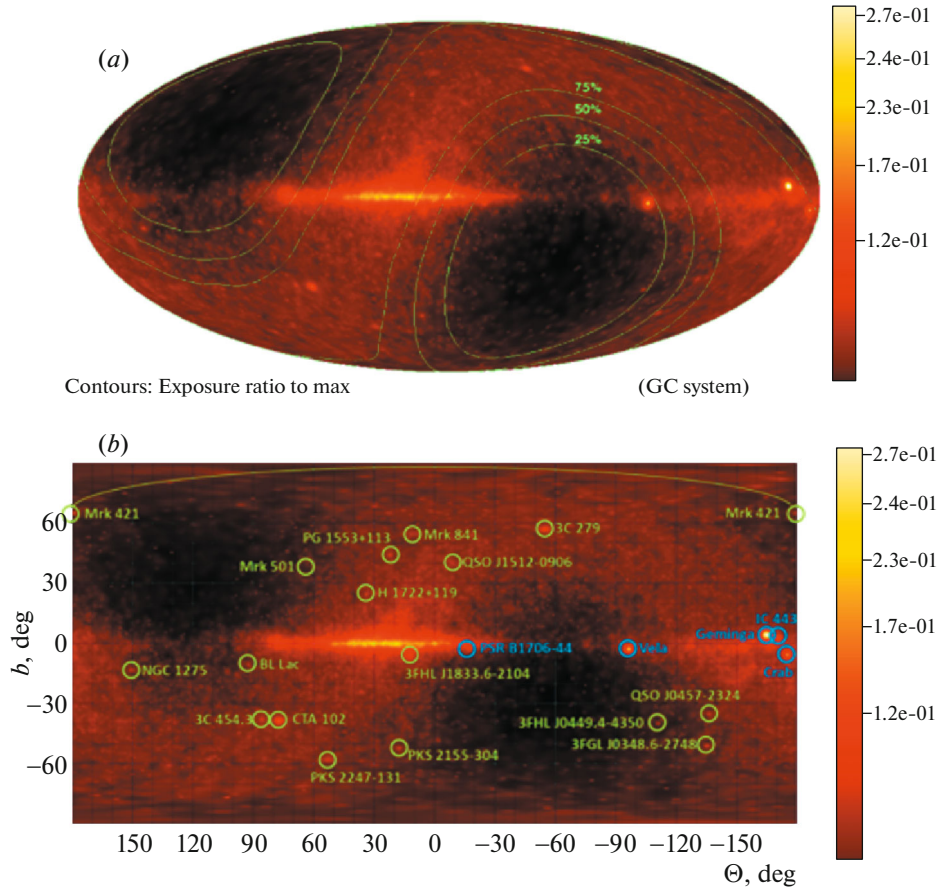 (a)
75%
50%
25%
2.7e-01
2.4e-01
2.3e-01
1.7e-01
1.2e-01
Contours: Exposure ratio to max
(GC system)
(b)
b, deg
60
30
0
−30
−60
Mrk 421
Mrk 421
PG 1553+113
Mrk 841
3C 279
Mrk 501
QSO J1512-0906
H 1722+119
IC 443
Geminga
PSR B1706-44
Vela
Crab
NGC 1275
BL Lac
3FHL J1833.6-2104
QSO J0457-2324
3C 454.3
CTA 102
3FHL J0449.4-4350
3FGL J0348.6-2748
PKS 2155-304
PKS 2247-131
150 120 90 60 30 0 −30 −60 −90 −120 −150
Θ, deg
2.7e-01
2.4e-01
2.3e-01
1.7e-01
1.2e-01